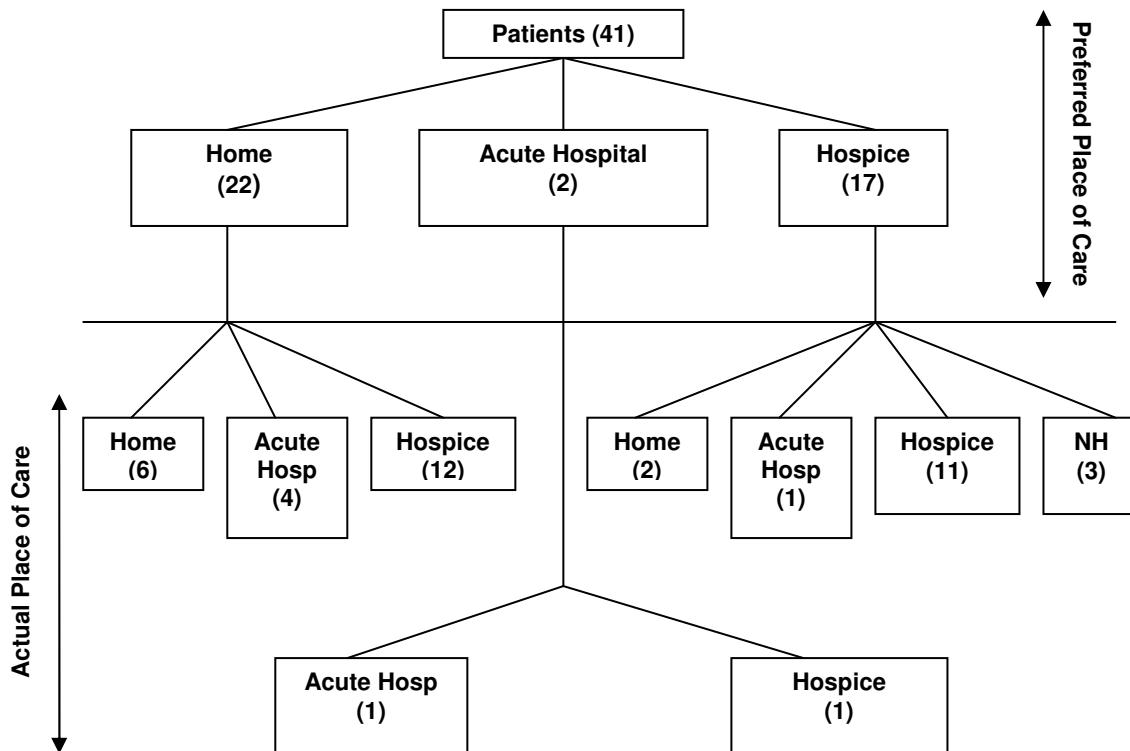 Patients (41)
Preferred Place of Care
Home
(22)
Acute Hospital
(2)
Hospice
(17)
Actual Place of Care
Home
(6)
Acute
Hosp
(4)
Hospice
(12)
Home
(2)
Acute
Hosp
(1)
Hospice
(11)
NH
(3)
Acute Hosp
(1)
Hospice
(1)